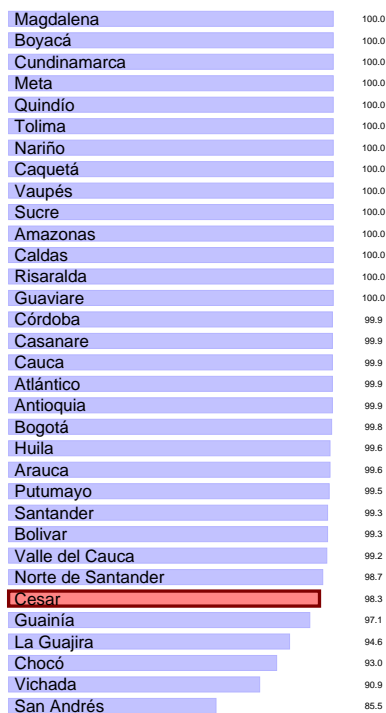 Magdalena 100.0
Boyacá 100.0
Cundinamarca 100.0
Meta 100.0
Quindío 100.0
Tolima 100.0
Nariño 100.0
Caquetá 100.0
Vaupés 100.0
Sucre 100.0
Amazonas 100.0
Caldas 100.0
Risaralda 100.0
Guaviare 100.0
Córdoba 99.9
Casanare 99.9
Cauca 99.9
Atlántico 99.9
Antioquia 99.9
Bogotá 99.8
Huila 99.6
Arauca 99.6
Putumayo 99.5
Santander 99.3
Bolivar 99.3
Valle del Cauca 99.2
Norte de Santander 98.7
Cesar 98.3
Guainía 97.1
La Guajira 94.6
Chocó 93.0
Vichada 90.9
San Andrés 85.5